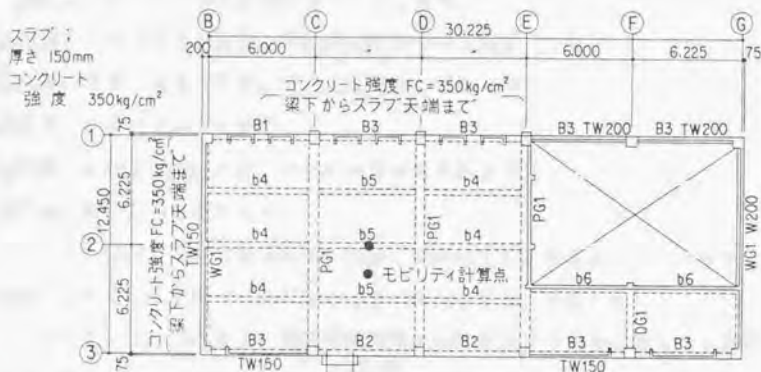 スラブ;
厚さ 150mm
コンクリート
強度 350kg/cm²
B
C
D
E
F
G
30.225
200
6.000
-
-
6.000
6.225
75
コンクリート強度 FC=350kg/cm²
梁下からスラブ天端まで
1
2
3
75
6.225
12.450
6.225
75
コンクリート強度 FC=350kg/cm²
梁下からスラブ天端まで
TW150
B1
B3
B3
B3 TW200
B3 TW200
b4
b5
b4
b4
b5
b4
b4
b5
b4
WG1
PG1
PG1
PG1
モビリティ計算点
b6
b6
DG1
WG1 W200
B3
B2
B2
B3
B3
TW150
TW150